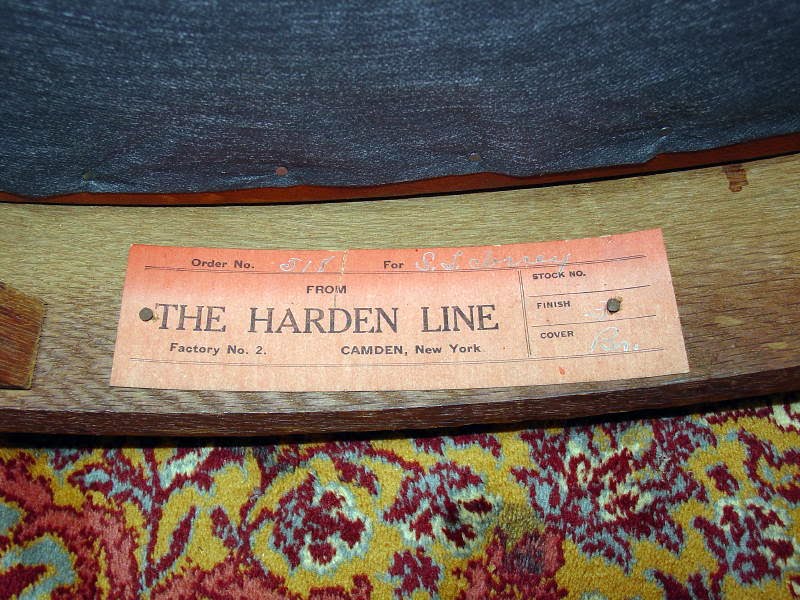 Order No. 518 For
FROM
THE HARDEN LINE
Factory No. 2. CAMDEN, New York
STOCK NO.
FINISH
COVER